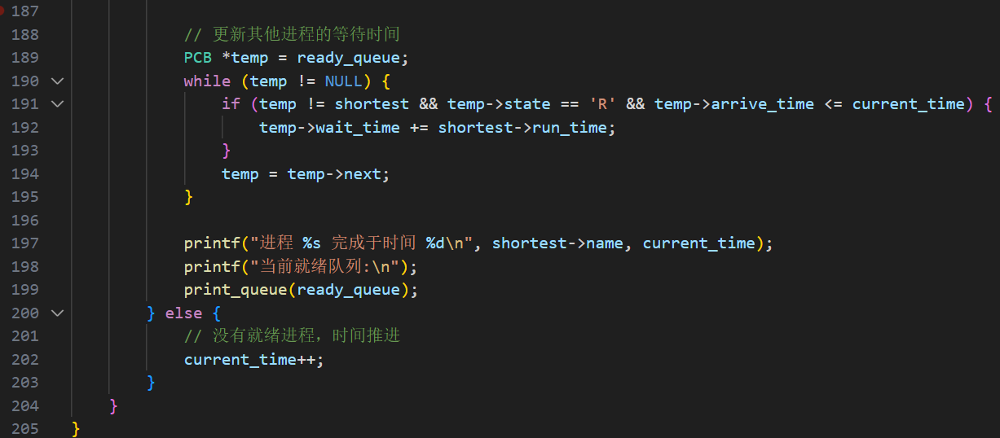 187
188 // 更新其他进程的等待时间
189 PCB *temp = ready_queue;
190 while (temp != NULL) {
191 if (temp != shortest && temp->state == 'R' && temp->arrive_time <= current_time) {
192 temp->wait_time += shortest->run_time;
193 }
194 temp = temp->next;
195 }
196
197 printf("进程 %s 完成于时间 %d\n", shortest->name, current_time);
198 printf("当前就绪队列:\n");
199 print_queue(ready_queue);
200 } else {
201 // 没有就绪进程，时间推进
202 current_time++;
203 }
204 }
205 }